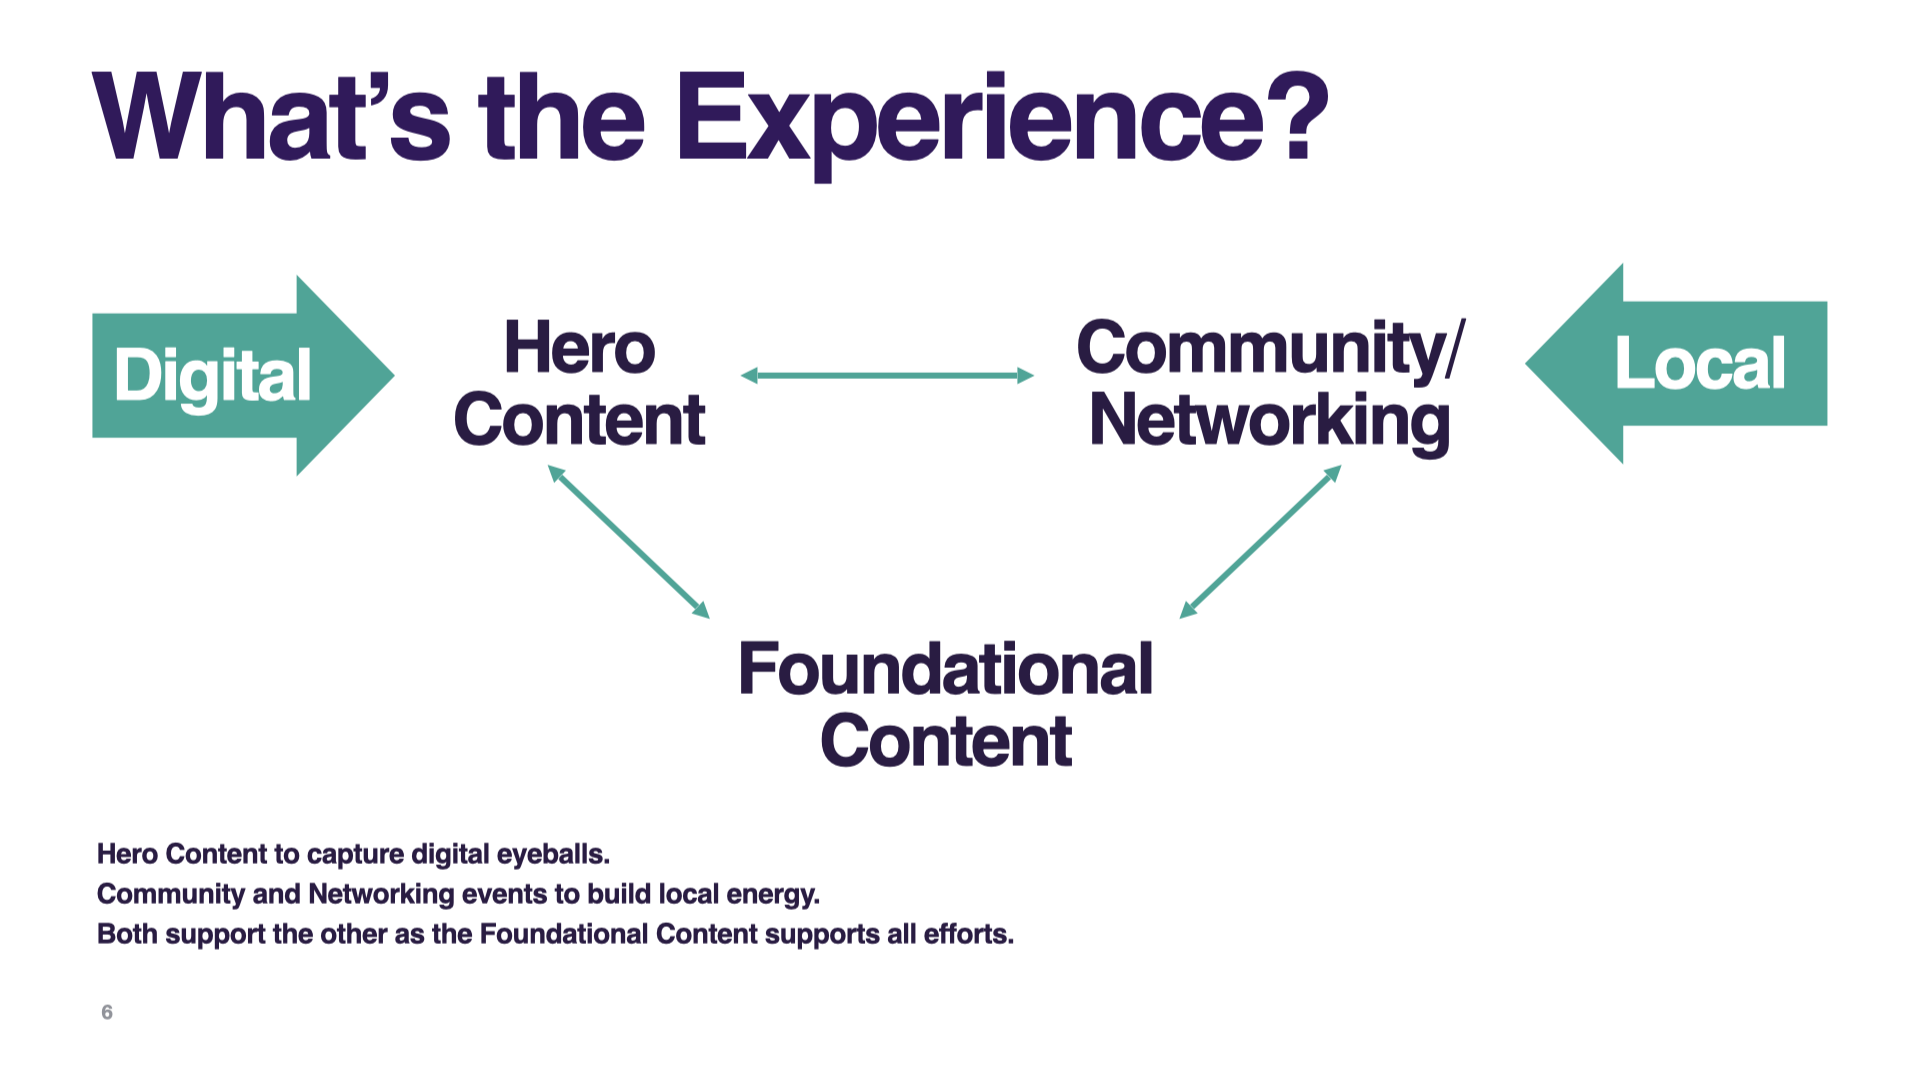 What’s the Experience?
Digital
Hero
Content
Community/
Networking
Local
Foundational
Content
Hero Content to capture digital eyeballs.
Community and Networking events to build local energy.
Both support the other as the Foundational Content supports all efforts.
6